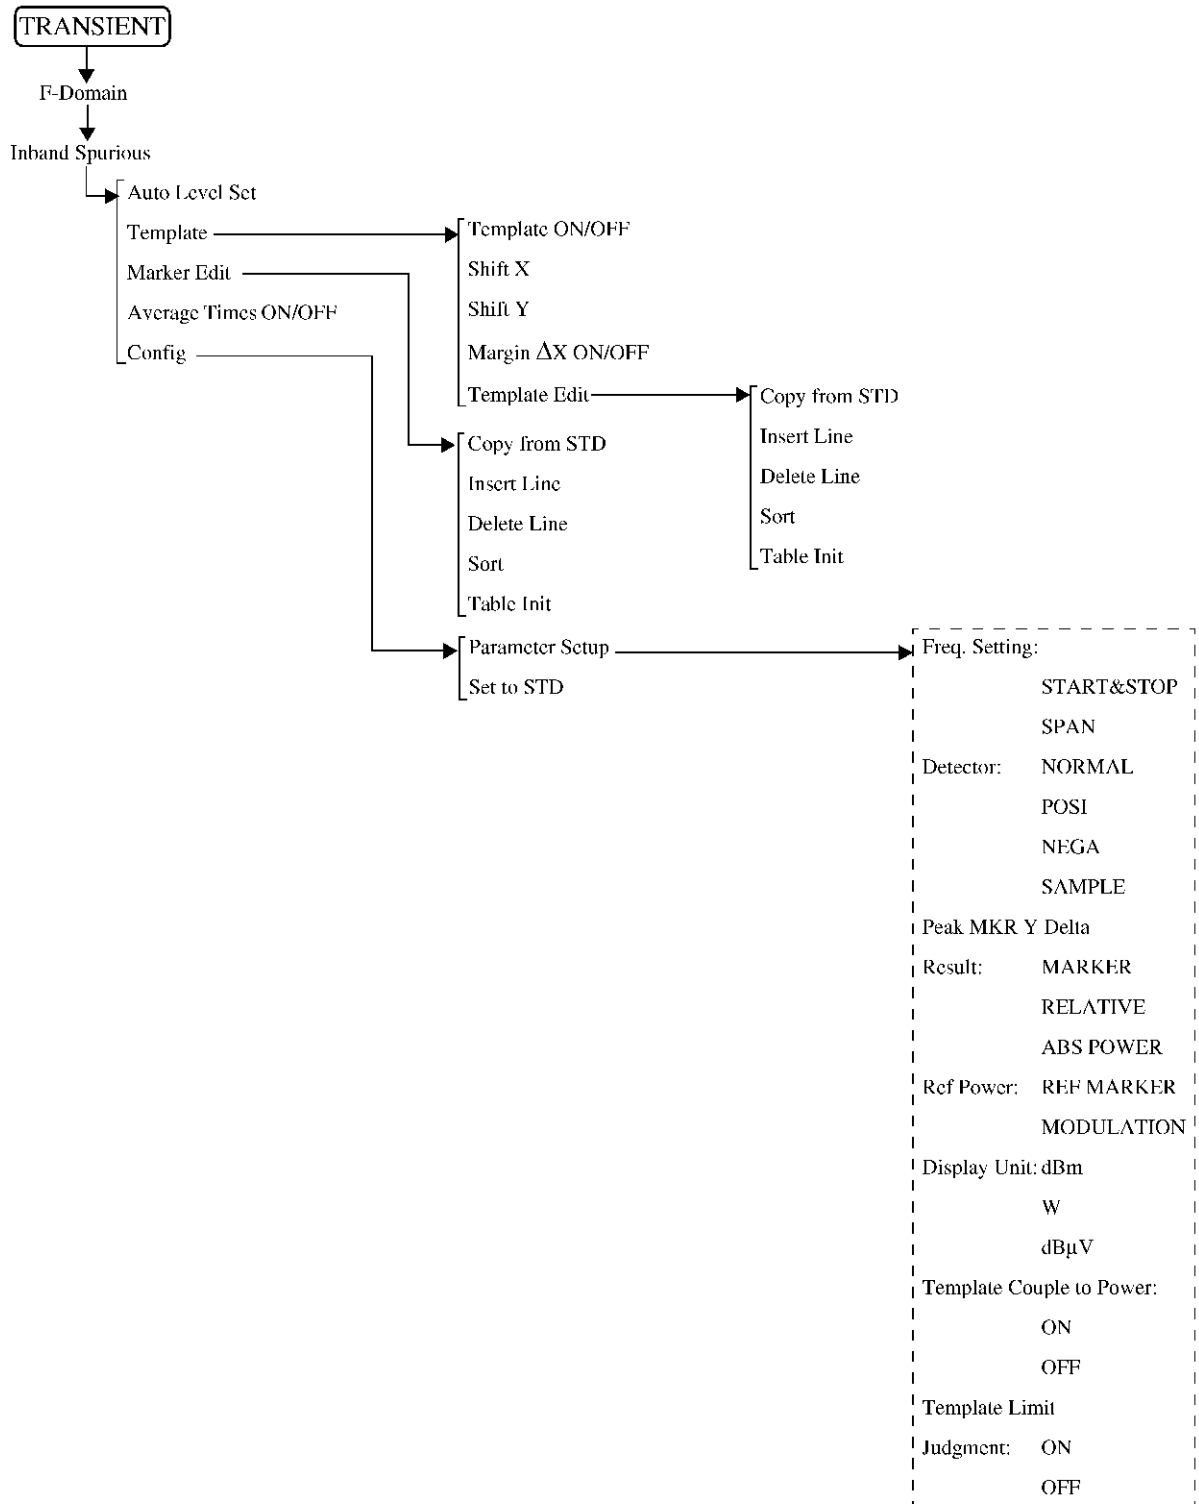 TRANSIENT
F-Domain
Inband Spurious
Auto Level Set
Template
Marker Edit
Average Times ON/OFF
Config
Template ON/OFF
Shift X
Shift Y
Margin ΔX ON/OFF
Template Edit
Copy from STD
Insert Line
Delete Line
Sort
Table Init
Copy from STD
Insert Line
Delete Line
Sort
Table Init
Parameter Setup
Set to STD
Freq. Setting:
START&STOP
SPAN
Detector: NORMAL
POSI
NEGA
SAMPLE
Peak MKR Y Delta
Result: MARKER
RELATIVE
ABS POWER
Ref Power: REF MARKER
MODULATION
Display Unit: dBm
W
dBµV
Template Couple to Power:
ON
OFF
Template Limit
Judgment: ON
OFF